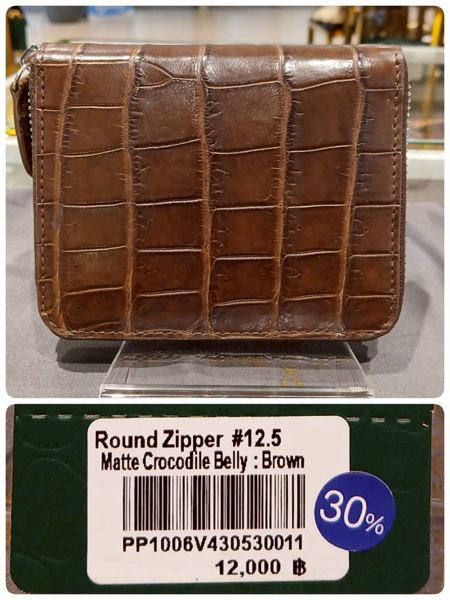 Round Zipper #12.5
Matte Crocodile Belly : Brown
PP1006V430530011
12,000 ฿
30%